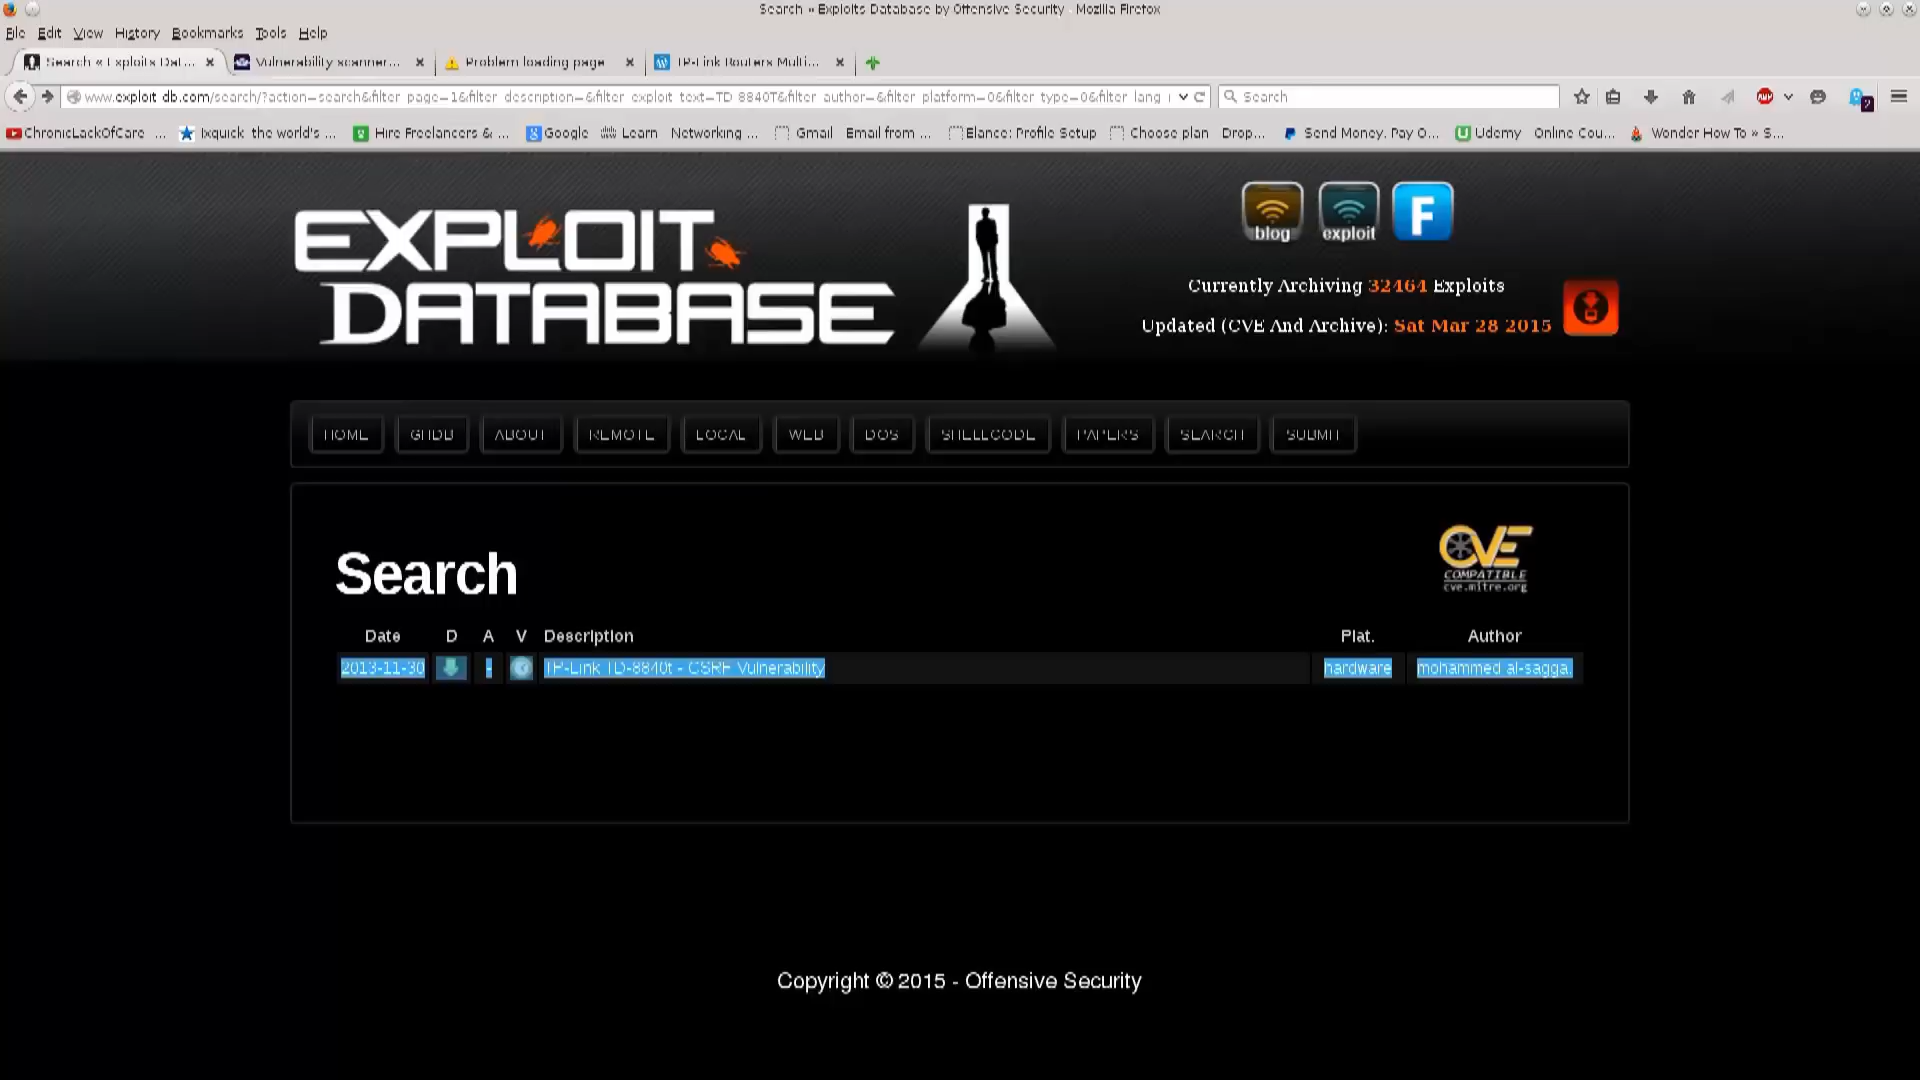 Search « Exploits Database by Offensive Security - Mozilla Firefox
File Edit View History Bookmarks Tools Help
Search « Exploits Dat... Vulnerability scanner... Problem loading page TP-Link Routers Multi...
www.exploit-db.com/search/?action=search&filter_page=1&filter_description=&filter_exploit_text=TD-8840T&filter_author=&filter_platform=0&filter_type=0&filter_lang_ Search ABP 2
ChronicLackOfCare ... Ixquick the world's ... Hire Freelancers & ... Google Learn Networking ... Gmail Email from ... Elance: Profile Setup Choose plan Drop... Send Money, Pay O... Udemy Online Cou... Wonder How To » S...
blog exploit F
EXPLOIT
DATABASE
Currently Archiving 32464 Exploits
Updated (CVE And Archive): Sat Mar 28 2015
HOME GHDB ABOUT REMOTE LOCAL WEB DOS SHELLCODE PAPERS SEARCH SUBMIT
CVE
COMPATIBLE
cve.mitre.org
Search
Date D A V Description Plat. Author
2013-11-30 - TP-Link TD-8840t - CSRF Vulnerability hardware mohammed al-saggaf
Copyright © 2015 - Offensive Security